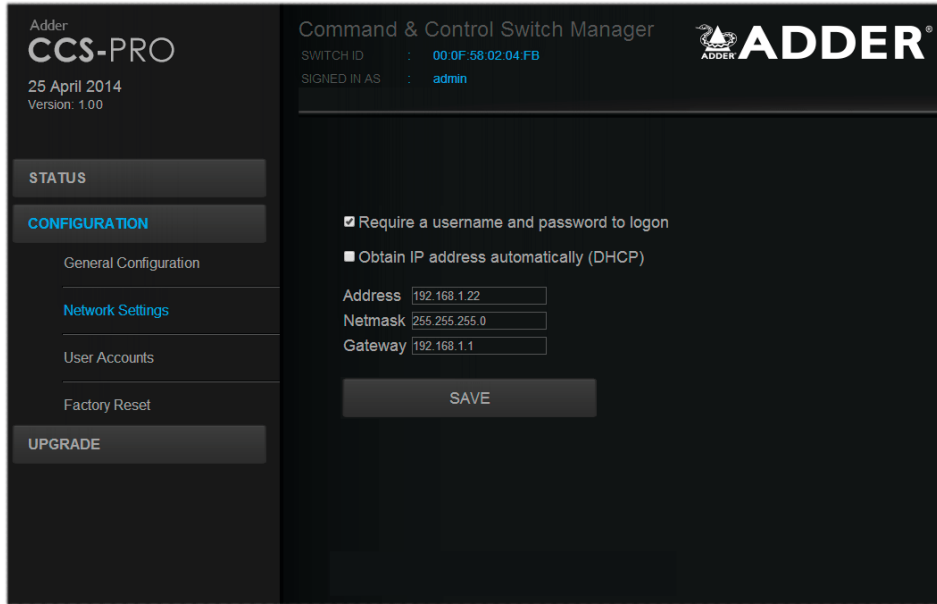 Adder
CCS-PRO
25 April 2014
Version: 1.00
Command & Control Switch Manager
SWITCH ID : 00:0F:58:02:04:FB
SIGNED IN AS : admin
ADDER
ADDER®
STATUS
CONFIGURATION
General Configuration
Network Settings
User Accounts
Factory Reset
UPGRADE
Require a username and password to logon
Obtain IP address automatically (DHCP)
Address 192.168.1.22
Netmask 255.255.255.0
Gateway 192.168.1.1
SAVE